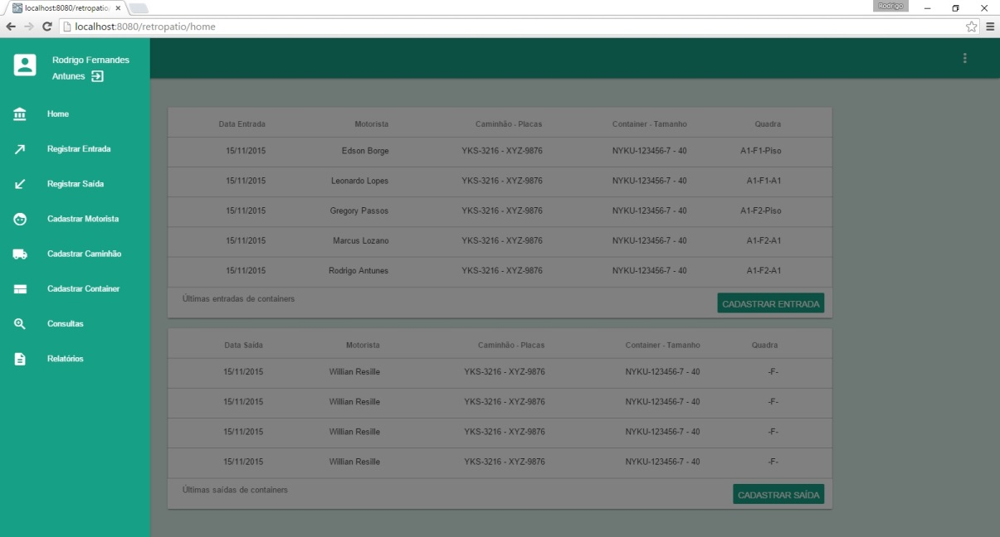 localhost:8080/retropatio
Rodrigo
localhost:8080/retropatio/home
Rodrigo Fernandes
Antunes
Home
Registrar Entrada
Registrar Saída
Cadastrar Motorista
Cadastrar Caminhão
Cadastrar Container
Consultas
Relatórios
Data Entrada Motorista Caminhão - Placas Container - Tamanho Quadra
15/11/2015 Edson Borge YKS-3216 - XYZ-9876 NYKU-123456-7 - 40 A1-F1-Piso
15/11/2015 Leonardo Lopes YKS-3216 - XYZ-9876 NYKU-123456-7 - 40 A1-F1-A1
15/11/2015 Gregory Passos YKS-3216 - XYZ-9876 NYKU-123456-7 - 40 A1-F2-Piso
15/11/2015 Marcus Lozano YKS-3216 - XYZ-9876 NYKU-123456-7 - 40 A1-F2-A1
15/11/2015 Rodrigo Antunes YKS-3216 - XYZ-9876 NYKU-123456-7 - 40 A1-F2-A1
Últimas entradas de containers
CADASTRAR ENTRADA
Data Saída Motorista Caminhão - Placas Container - Tamanho Quadra
15/11/2015 Willian Resille YKS-3216 - XYZ-9876 NYKU-123456-7 - 40 -F-
15/11/2015 Willian Resille YKS-3216 - XYZ-9876 NYKU-123456-7 - 40 -F-
15/11/2015 Willian Resille YKS-3216 - XYZ-9876 NYKU-123456-7 - 40 -F-
15/11/2015 Willian Resille YKS-3216 - XYZ-9876 NYKU-123456-7 - 40 -F-
Últimas saídas de containers
CADASTRAR SAÍDA